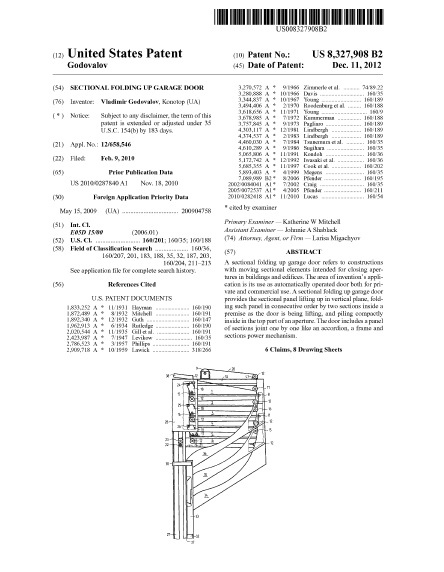 US008327908B2
(12) United States Patent
Godovalov
(10) Patent No.: US 8,327,908 B2
(45) Date of Patent: Dec. 11, 2012
(54) SECTIONAL FOLDING UP GARAGE DOOR
(76) Inventor: Vladimir Godovalov, Konotop (UA)
( * ) Notice: Subject to any disclaimer, the term of this
patent is extended or adjusted under 35
U.S.C. 154(b) by 183 days.
(21) Appl. No.: 12/658,546
(22) Filed: Feb. 9, 2010
(65) Prior Publication Data
US 2010/0287840 A1 Nov. 18, 2010
(30) Foreign Application Priority Data
May 15, 2009 (UA) ........................ 200904758
(51) Int. Cl.
E05D 15/00 (2006.01)
(52) U.S. Cl. ................ 160/201; 160/35; 160/188
(58) Field of Classification Search ................ 160/36,
160/207, 201, 183, 188, 35, 32, 187, 203,
160/204, 211–215
See application file for complete search history.
(56) References Cited
U.S. PATENT DOCUMENTS
1,833,252 A * 11/1931 Hayman ................ 160/190
1,872,489 A * 8/1932 Mitchell ................ 160/191
1,892,340 A * 12/1932 Guth ................ 160/147
1,962,913 A * 6/1934 Rutledge ................ 160/190
2,020,544 A * 11/1935 Gill et al. ................ 160/191
2,423,987 A * 7/1947 Levikow ................ 160/35
2,786,523 A * 3/1957 Phillips ................ 160/191
2,909,718 A * 10/1959 Lawick ................ 318/266
3,270,572 A * 9/1966 Zimmerle et al. ........ 74/89.22
3,280,888 A * 10/1966 Davis ................ 160/35
3,344,837 A * 10/1967 Young ................ 160/189
3,494,406 A * 2/1970 Roodenburg et al. ........ 160/188
3,618,656 A * 11/1971 Young ................ 160/9
3,678,985 A * 7/1972 Kummerman ................ 160/188
3,757,845 A * 9/1973 Pagliaro ................ 160/189
4,303,117 A * 12/1981 Lindbergh ................ 160/189
4,374,537 A * 2/1983 Lindbergh ................ 160/189
4,460,030 A * 7/1984 Tsunemura et al. ........ 160/35
4,610,289 A * 9/1986 Sugihara ................ 160/35
5,065,806 A * 11/1991 Kondoh ................ 160/36
5,172,742 A * 12/1992 Iwasaki et al. ................ 160/36
5,685,355 A * 11/1997 Cook et al. ................ 160/202
5,893,403 A * 4/1999 Mogens ................ 160/35
7,089,989 B2 * 8/2006 Pfender ................ 160/195
2002/0084041 A1 * 7/2002 Craig ................ 160/35
2005/0072537 A1 * 4/2005 Pfender ................ 160/211
2010/0282418 A1 * 11/2010 Lucas ................ 160/54
* cited by examiner
Primary Examiner — Katherine W Mitchell
Assistant Examiner — Johnnie A Shablack
(74) Attorney, Agent, or Firm — Larisa Migachyov
(57) ABSTRACT
A sectional folding up garage door refers to constructions
with moving sectional elements intended for closing aper-
tures in buildings and edifices. The area of invention's appli-
cation is its use as automatically operated door both for pri-
vate and commercial use. A sectional folding up garage door
provides the sectional panel lifting up in vertical plane, fold-
ing such panel in consecutive order by two sections inside a
premise as the door is being lifting, and piling compactly
inside in the top part of an aperture. The door includes a panel
of sections joint one by one like an accordion, a frame and
sections power mechanism.
6 Claims, 8 Drawing Sheets